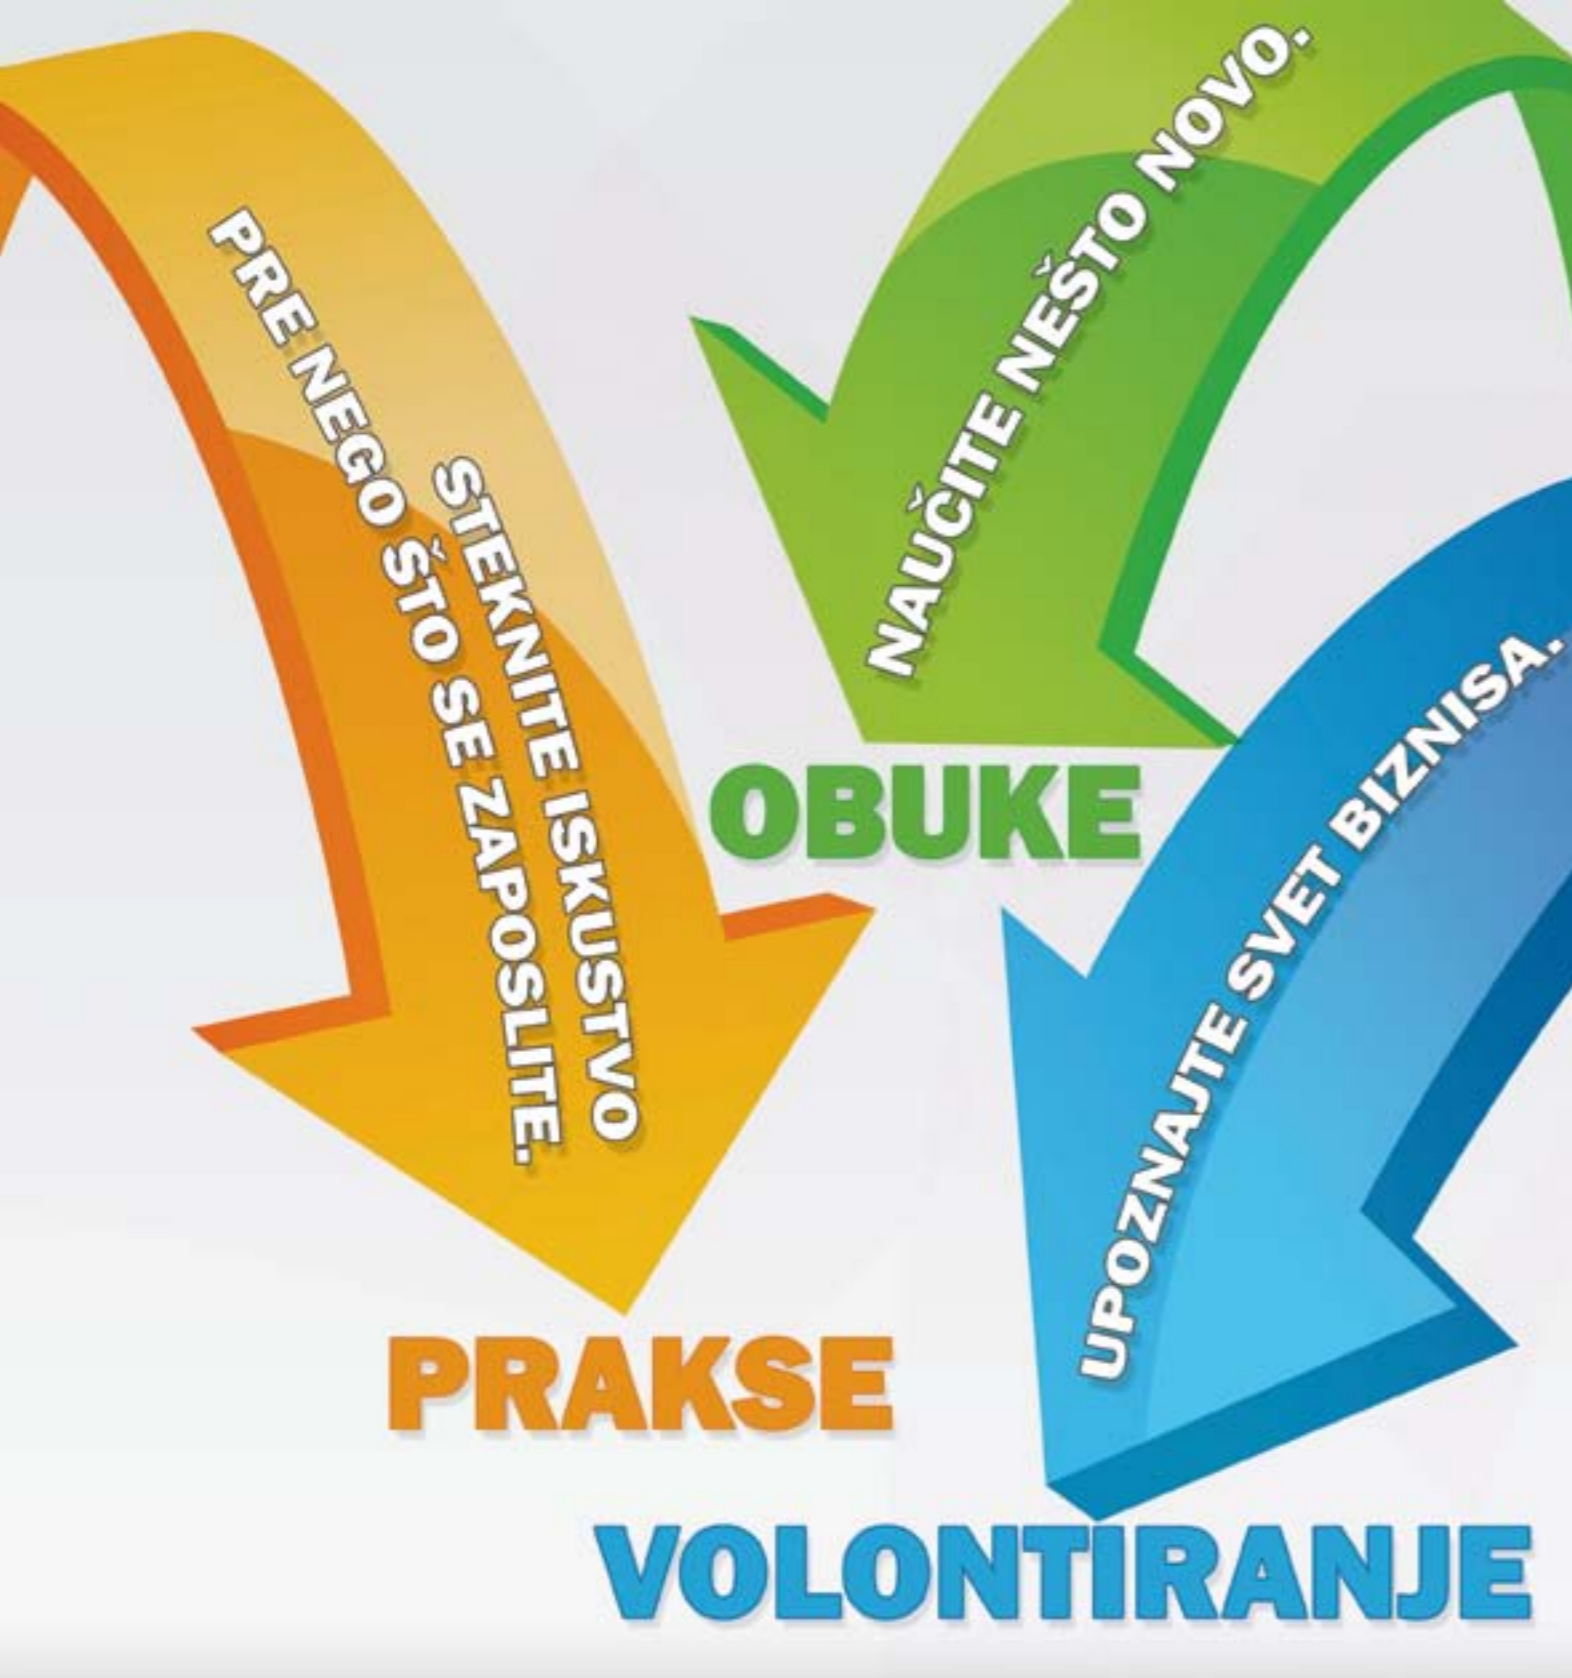 STEKNITE ISKUSTVO
PRE NEGO ŠTO SE ZAPOSLITE.
PRAKSE
NAUČITE NEŠTO NOVO.
OBUKE
UPOZNAJTE SVET BIZNISA.
VOLONTIRANJE